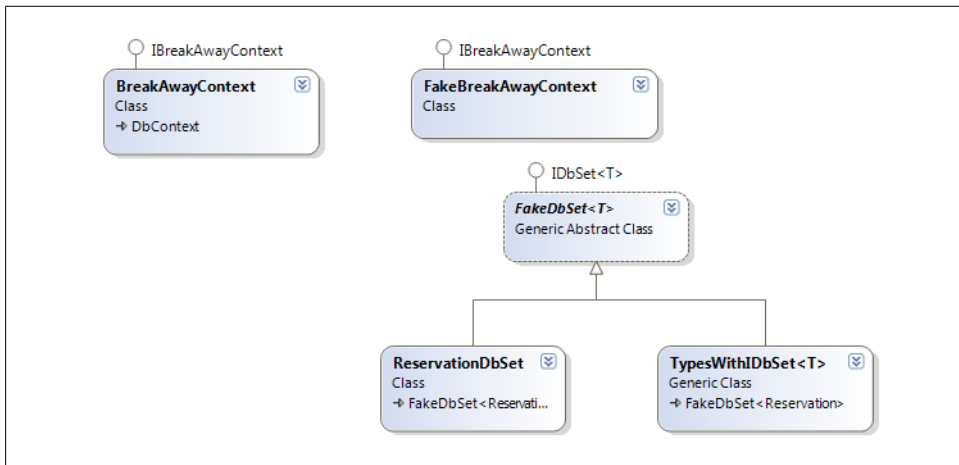 IBreakAwayContext
BreakAwayContext
Class
DbContext
IBreakAwayContext
FakeBreakAwayContext
Class
IDbSet<T>
FakeDbSet<T>
Generic Abstract Class
ReservationDbSet
Class
FakeDbSet<Reservati...
TypesWithIDbSet<T>
Generic Class
FakeDbSet<Reservation>